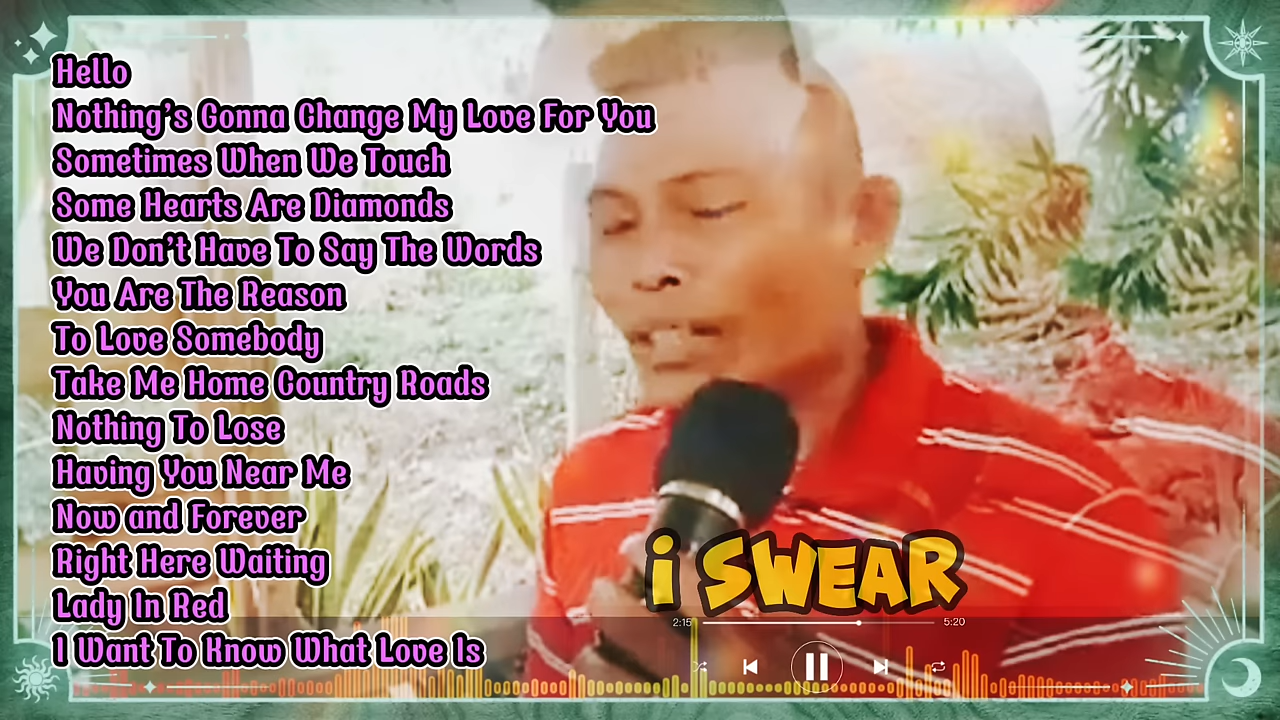 Hello
Nothing's Gonna Change My Love For You
Sometimes When We Touch
Some Hearts Are Diamonds
We Don't Have To Say The Words
You Are The Reason
To Love Somebody
Take Me Home Country Roads
Nothing To Lose
Having You Near Me
Now and Forever
Right Here Waiting
Lady In Red
I Want To Know What Love Is
i SWEAR
2:15 5:20